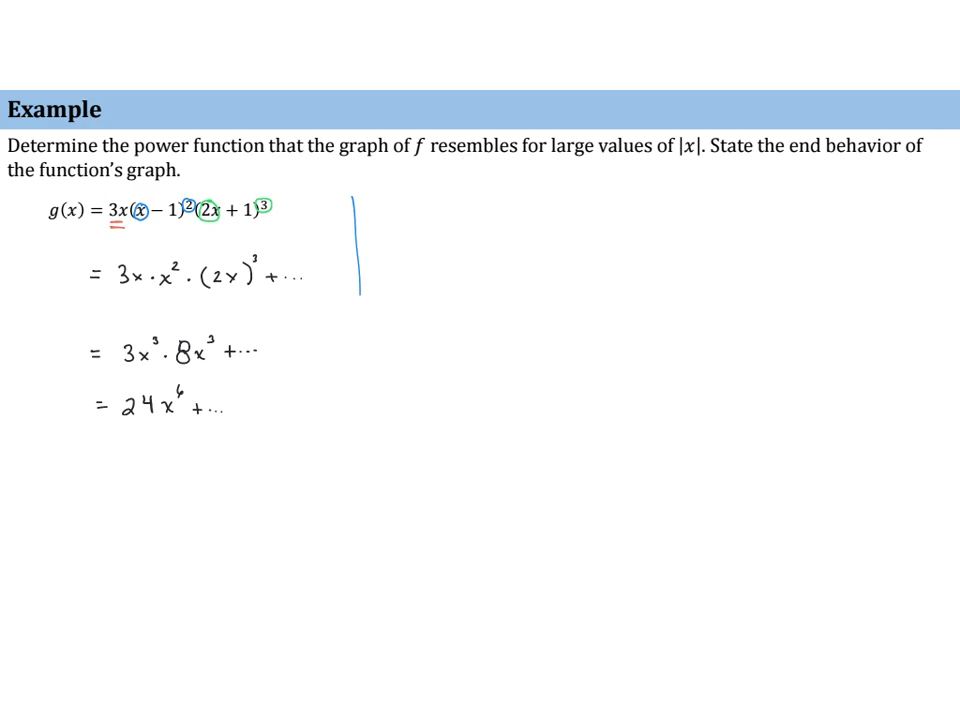 Example
Determine the power function that the graph of f resembles for large values of |x|. State the end behavior of
the function's graph.
g(x) = 3x(x − 1)²(2x + 1)³
= 3x · x² · (2x)³ + ...
= 3x³ · 8x³ + ...
= 24x⁶ + ...